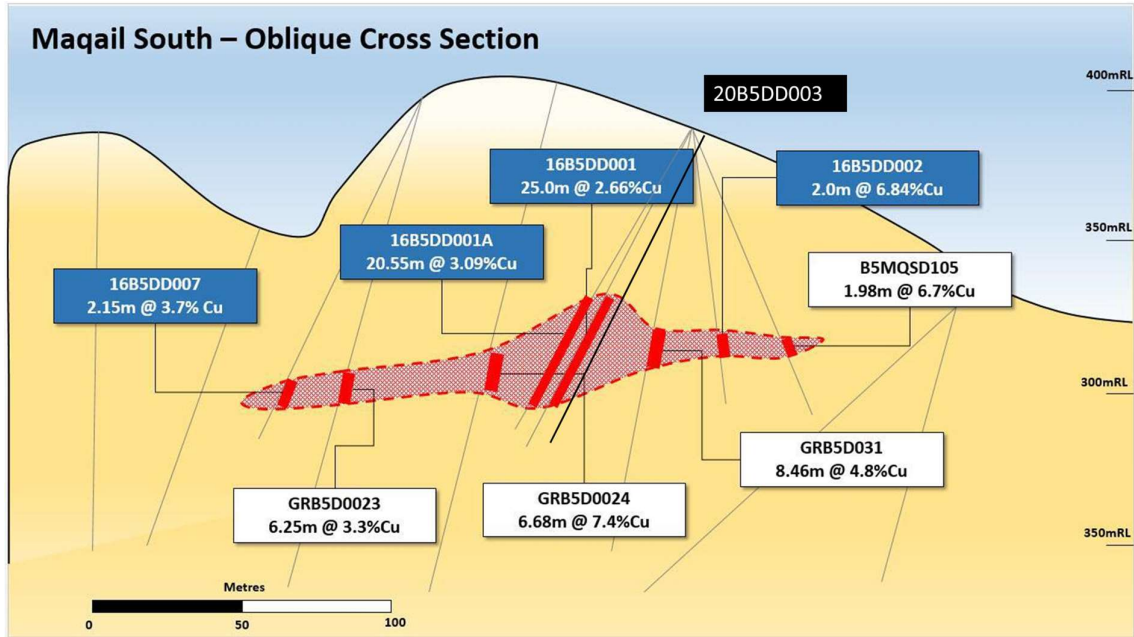 Maqail South – Oblique Cross Section
400mRL
20B5DD003
16B5DD001
25.0m @ 2.66%Cu
16B5DD002
2.0m @ 6.84%Cu
350mRL
16B5DD001A
20.55m @ 3.09%Cu
B5MQSD105
1.98m @ 6.7%Cu
16B5DD007
2.15m @ 3.7% Cu
300mRL
GRB5D031
8.46m @ 4.8%Cu
GRB5D0023
6.25m @ 3.3%Cu
GRB5D0024
6.68m @ 7.4%Cu
350mRL
Metres
0 50 100